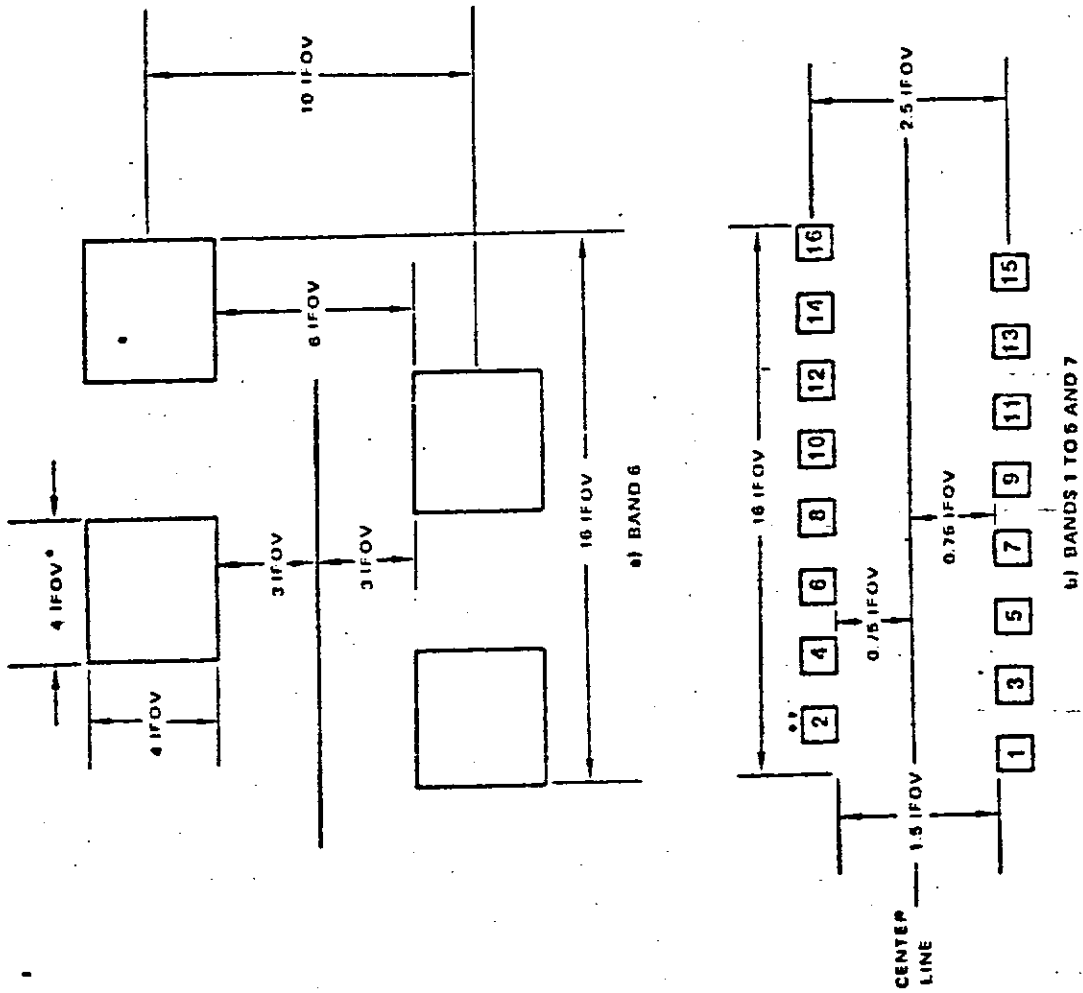 4 IFOV*
4 IFOV
10 IFOV
6 IFOV
3 IFOV
3 IFOV
16 IFOV
a) BAND 6
16 IFOV
2 4 6 8 10 12 14 16
**
2.5 IFOV
0.75 IFOV
CENTER
LINE
1.5 IFOV
0.75 IFOV
1 3 5 7 9 11 13 15
b) BANDS 1 TO 5 AND 7